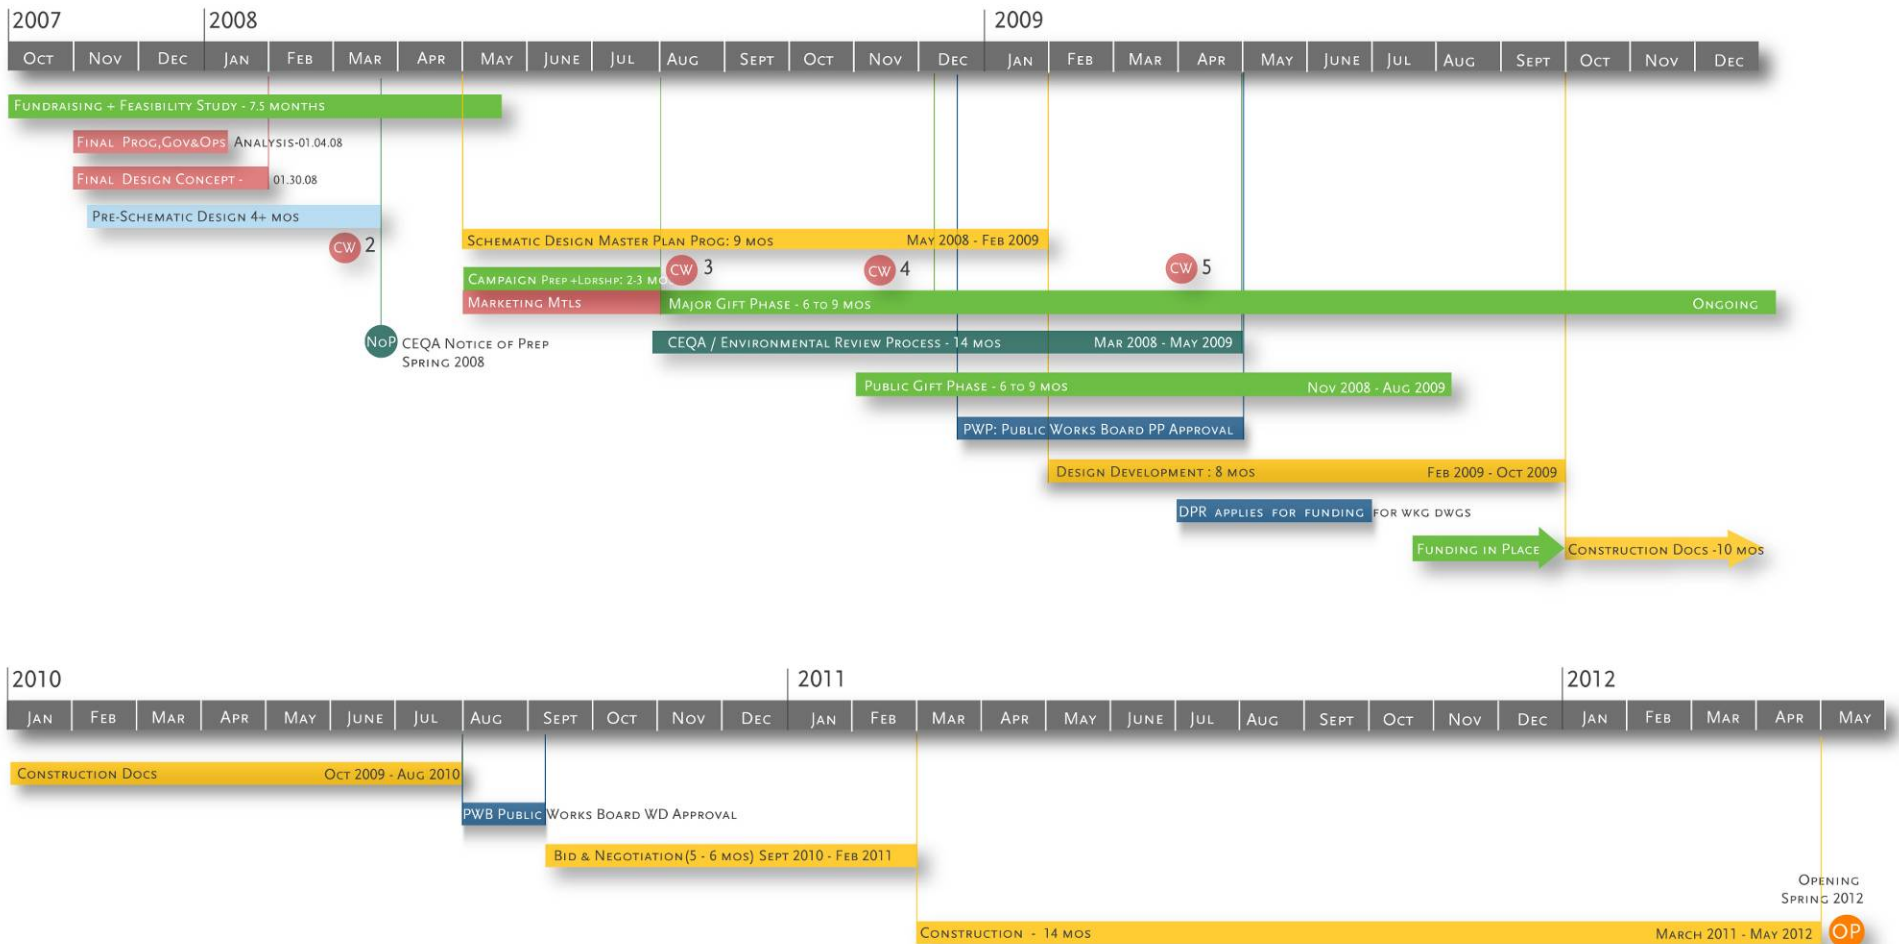 2007 2008 2009
Oct Nov Dec Jan Feb Mar Apr May June Jul Aug Sept Oct Nov Dec Jan Feb Mar Apr May June Jul Aug Sept Oct Nov Dec
Fundraising + Feasibility Study - 7.5 months
Final Prog,Gov&Ops Analysis-01.04.08
Final Design Concept - 01.30.08
Pre-Schematic Design 4+ mos
CW 2
Schematic Design Master Plan Prog: 9 mos May 2008 - Feb 2009
CW 3 CW 4 CW 5
Campaign Prep +Ldrshp: 2-3 mo
Marketing Mtls Major Gift Phase - 6 to 9 mos Ongoing
NoP CEQA Notice of Prep
Spring 2008
CEQA / Environmental Review Process - 14 mos Mar 2008 - May 2009
Public Gift Phase - 6 to 9 mos Nov 2008 - Aug 2009
PWP: Public Works Board PP Approval
Design Development : 8 mos Feb 2009 - Oct 2009
DPR applies for funding for wkg dwgs
Funding in Place Construction Docs -10 mos
2010 2011 2012
Jan Feb Mar Apr May June Jul Aug Sept Oct Nov Dec Jan Feb Mar Apr May June Jul Aug Sept Oct Nov Dec Jan Feb Mar Apr May
Construction Docs Oct 2009 - Aug 2010
PWB Public Works Board WD Approval
Bid & Negotiation(5 - 6 mos) Sept 2010 - Feb 2011
Opening
Spring 2012
Construction - 14 mos March 2011 - May 2012 OP